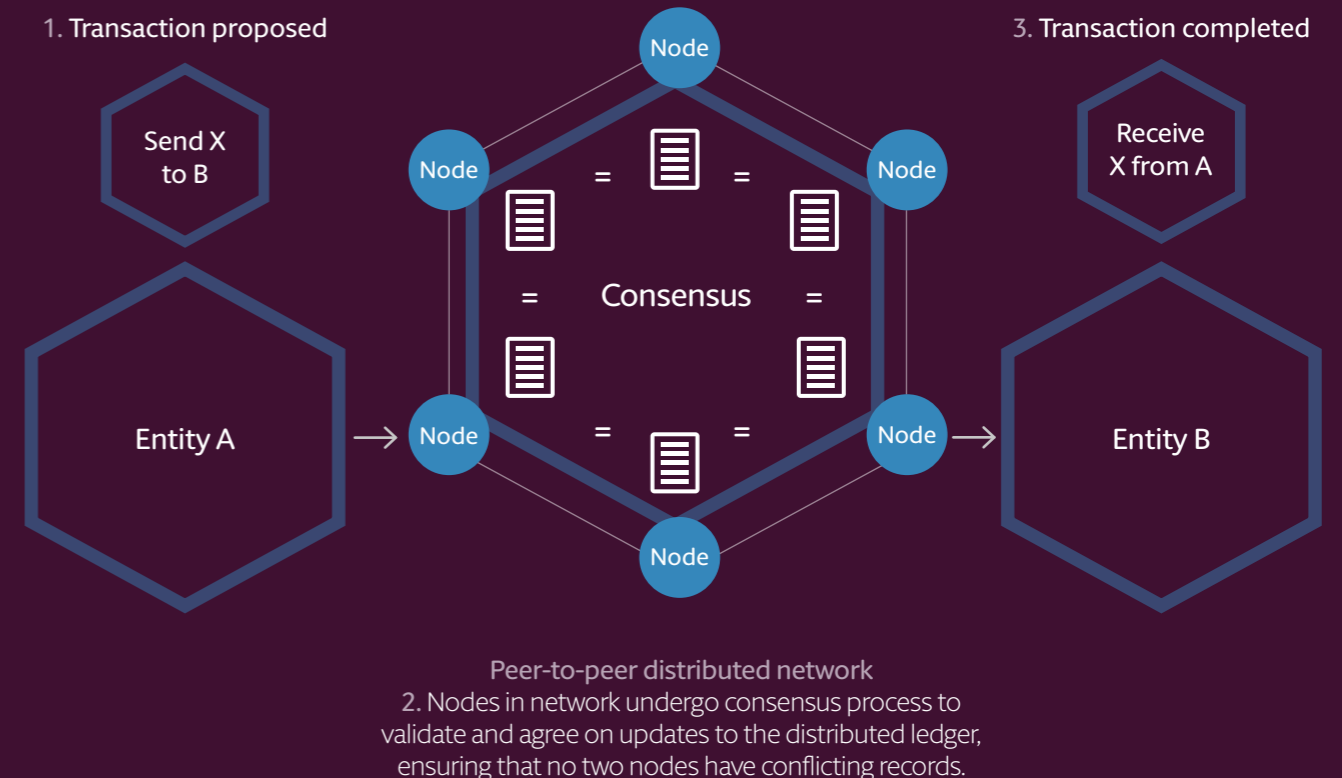 1. Transaction proposed
Send X
to B
Entity A
Node
Node
Node
Node
Node
Node
=
=
=
Consensus
=
=
=
Peer-to-peer distributed network
2. Nodes in network undergo consensus process to
validate and agree on updates to the distributed ledger,
ensuring that no two nodes have conflicting records.
3. Transaction completed
Receive
X from A
Entity B